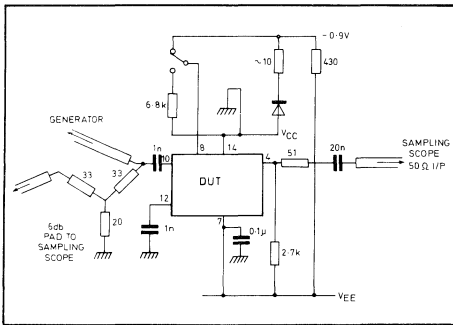 - 0.9V
~10
430
6.8k
GENERATOR
VCC
1n
10
8
14
4
51
20n
SAMPLING
SCOPE
50Ω I/P
33
33
DUT
12
7
20
1n
0.1µ
2.7k
6db
PAD TO
SAMPLING
SCOPE
VEE